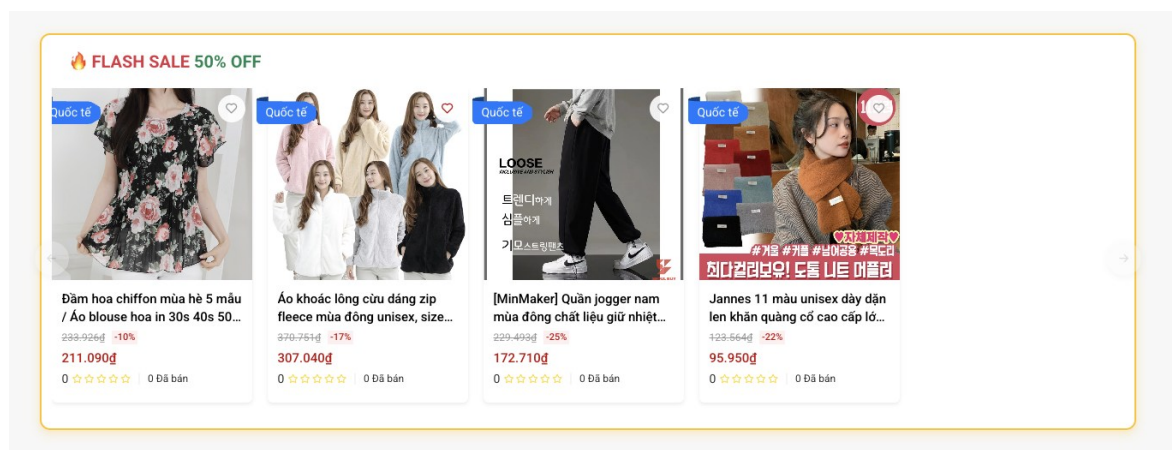 🔥 FLASH SALE 50% OFF
Quốc tế
Quốc tế
Quốc tế
LOOSE
트렌디하게
심플하게
기모스트링팬츠
Quốc tế
♥자체제작♥
#겨울 #커플 #남여공용 #목도리
최다컬러보유! 도톰 니트 머플러
Đầm hoa chiffon mùa hè 5 mẫu
/ Áo blouse hoa in 30s 40s 50...
233.926₫ -10%
211.090₫
0 ☆☆☆☆☆ 0 Đã bán
Áo khoác lông cừu dáng zip
fleece mùa đông unisex, size...
370.751₫ -17%
307.040₫
0 ☆☆☆☆☆ 0 Đã bán
[MinMaker] Quần jogger nam
mùa đông chất liệu giữ nhiệt...
229.493₫ -25%
172.710₫
0 ☆☆☆☆☆ 0 Đã bán
Jannes 11 màu unisex dày dặn
len khăn quàng cổ cao cấp lớ...
123.564₫ -22%
95.950₫
0 ☆☆☆☆☆ 0 Đã bán